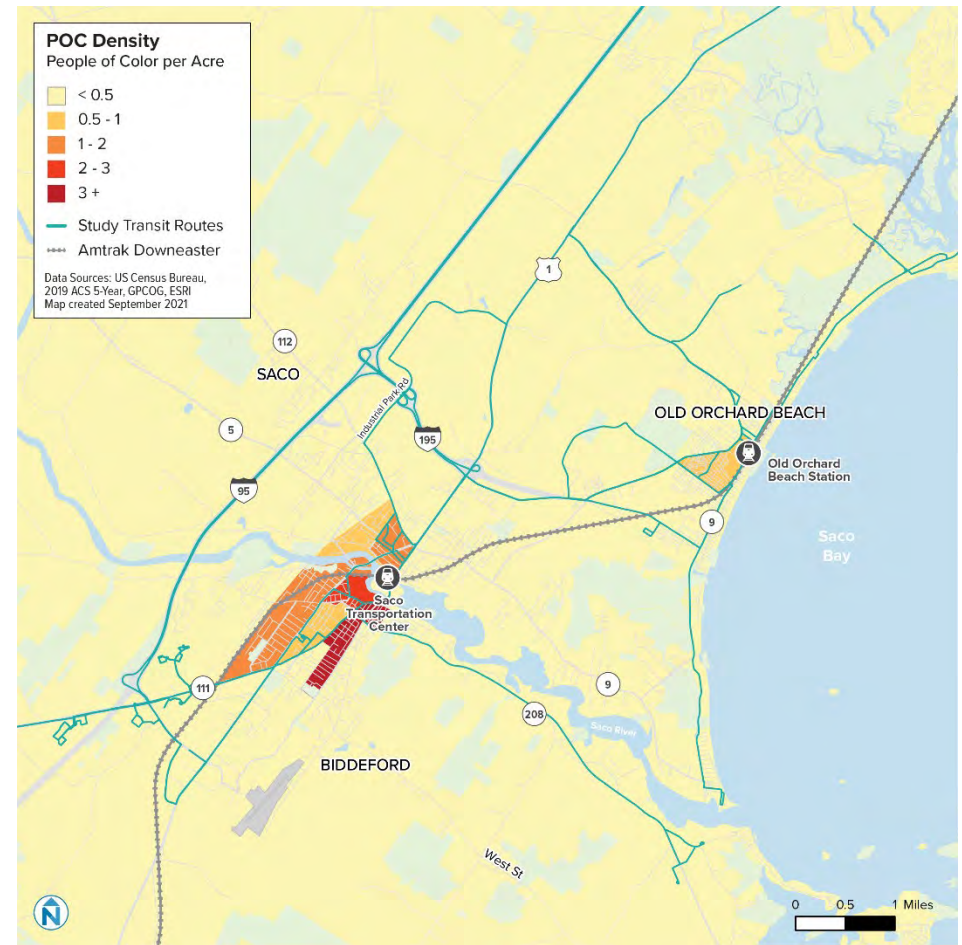 POC Density
People of Color per Acre
< 0.5
0.5 - 1
1 - 2
2 - 3
3 +
Study Transit Routes
Amtrak Downeaster
Data Sources: US Census Bureau,
2019 ACS 5-Year, GPCOG, ESRI
Map created September 2021
1
112
SACO
Industrial Park Rd
5
195
OLD ORCHARD BEACH
Old Orchard
Beach Station
95
9
Saco
Bay
Saco
Transportation
Center
111
9
208
Saco River
BIDDEFORD
West St
N
0 0.5 1 Miles